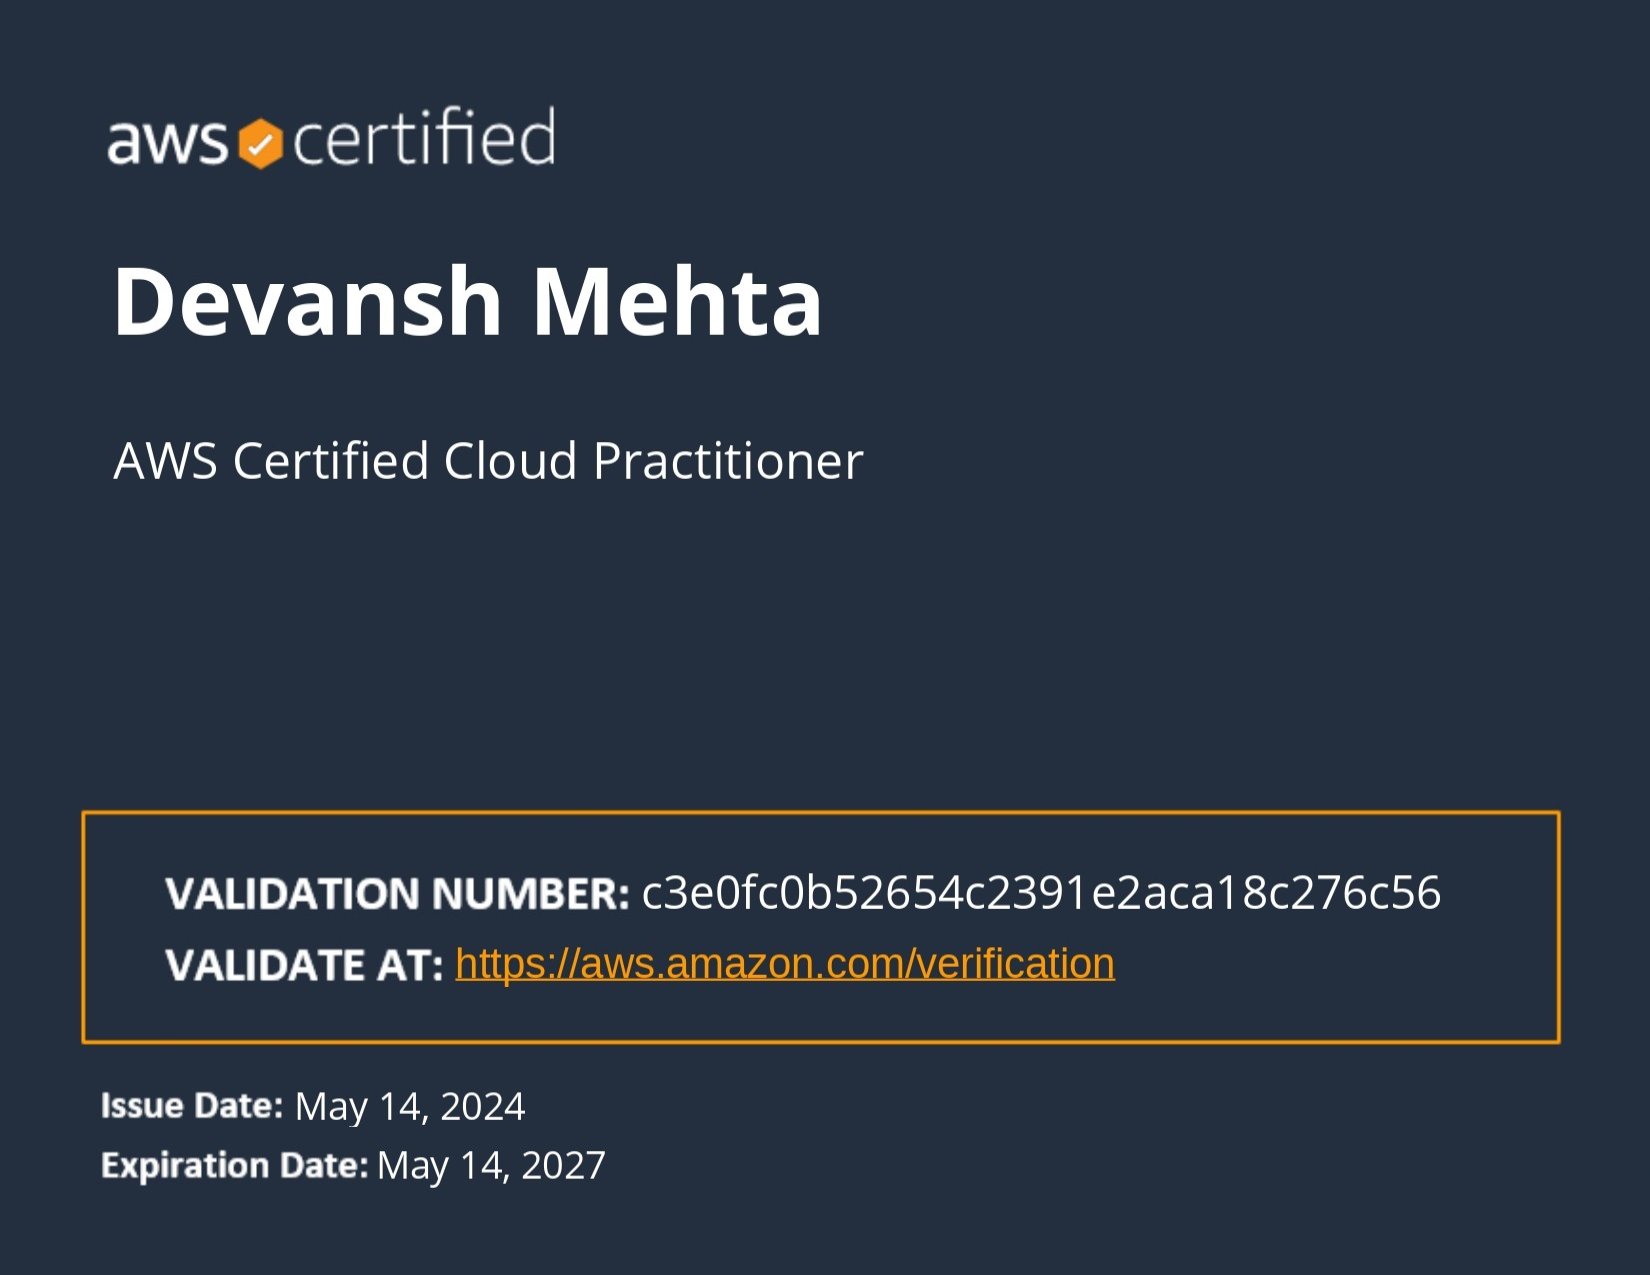 aws certified
Devansh Mehta
AWS Certified Cloud Practitioner
VALIDATION NUMBER: c3e0fc0b52654c2391e2aca18c276c56
VALIDATE AT: https://aws.amazon.com/verification
Issue Date: May 14, 2024
Expiration Date: May 14, 2027